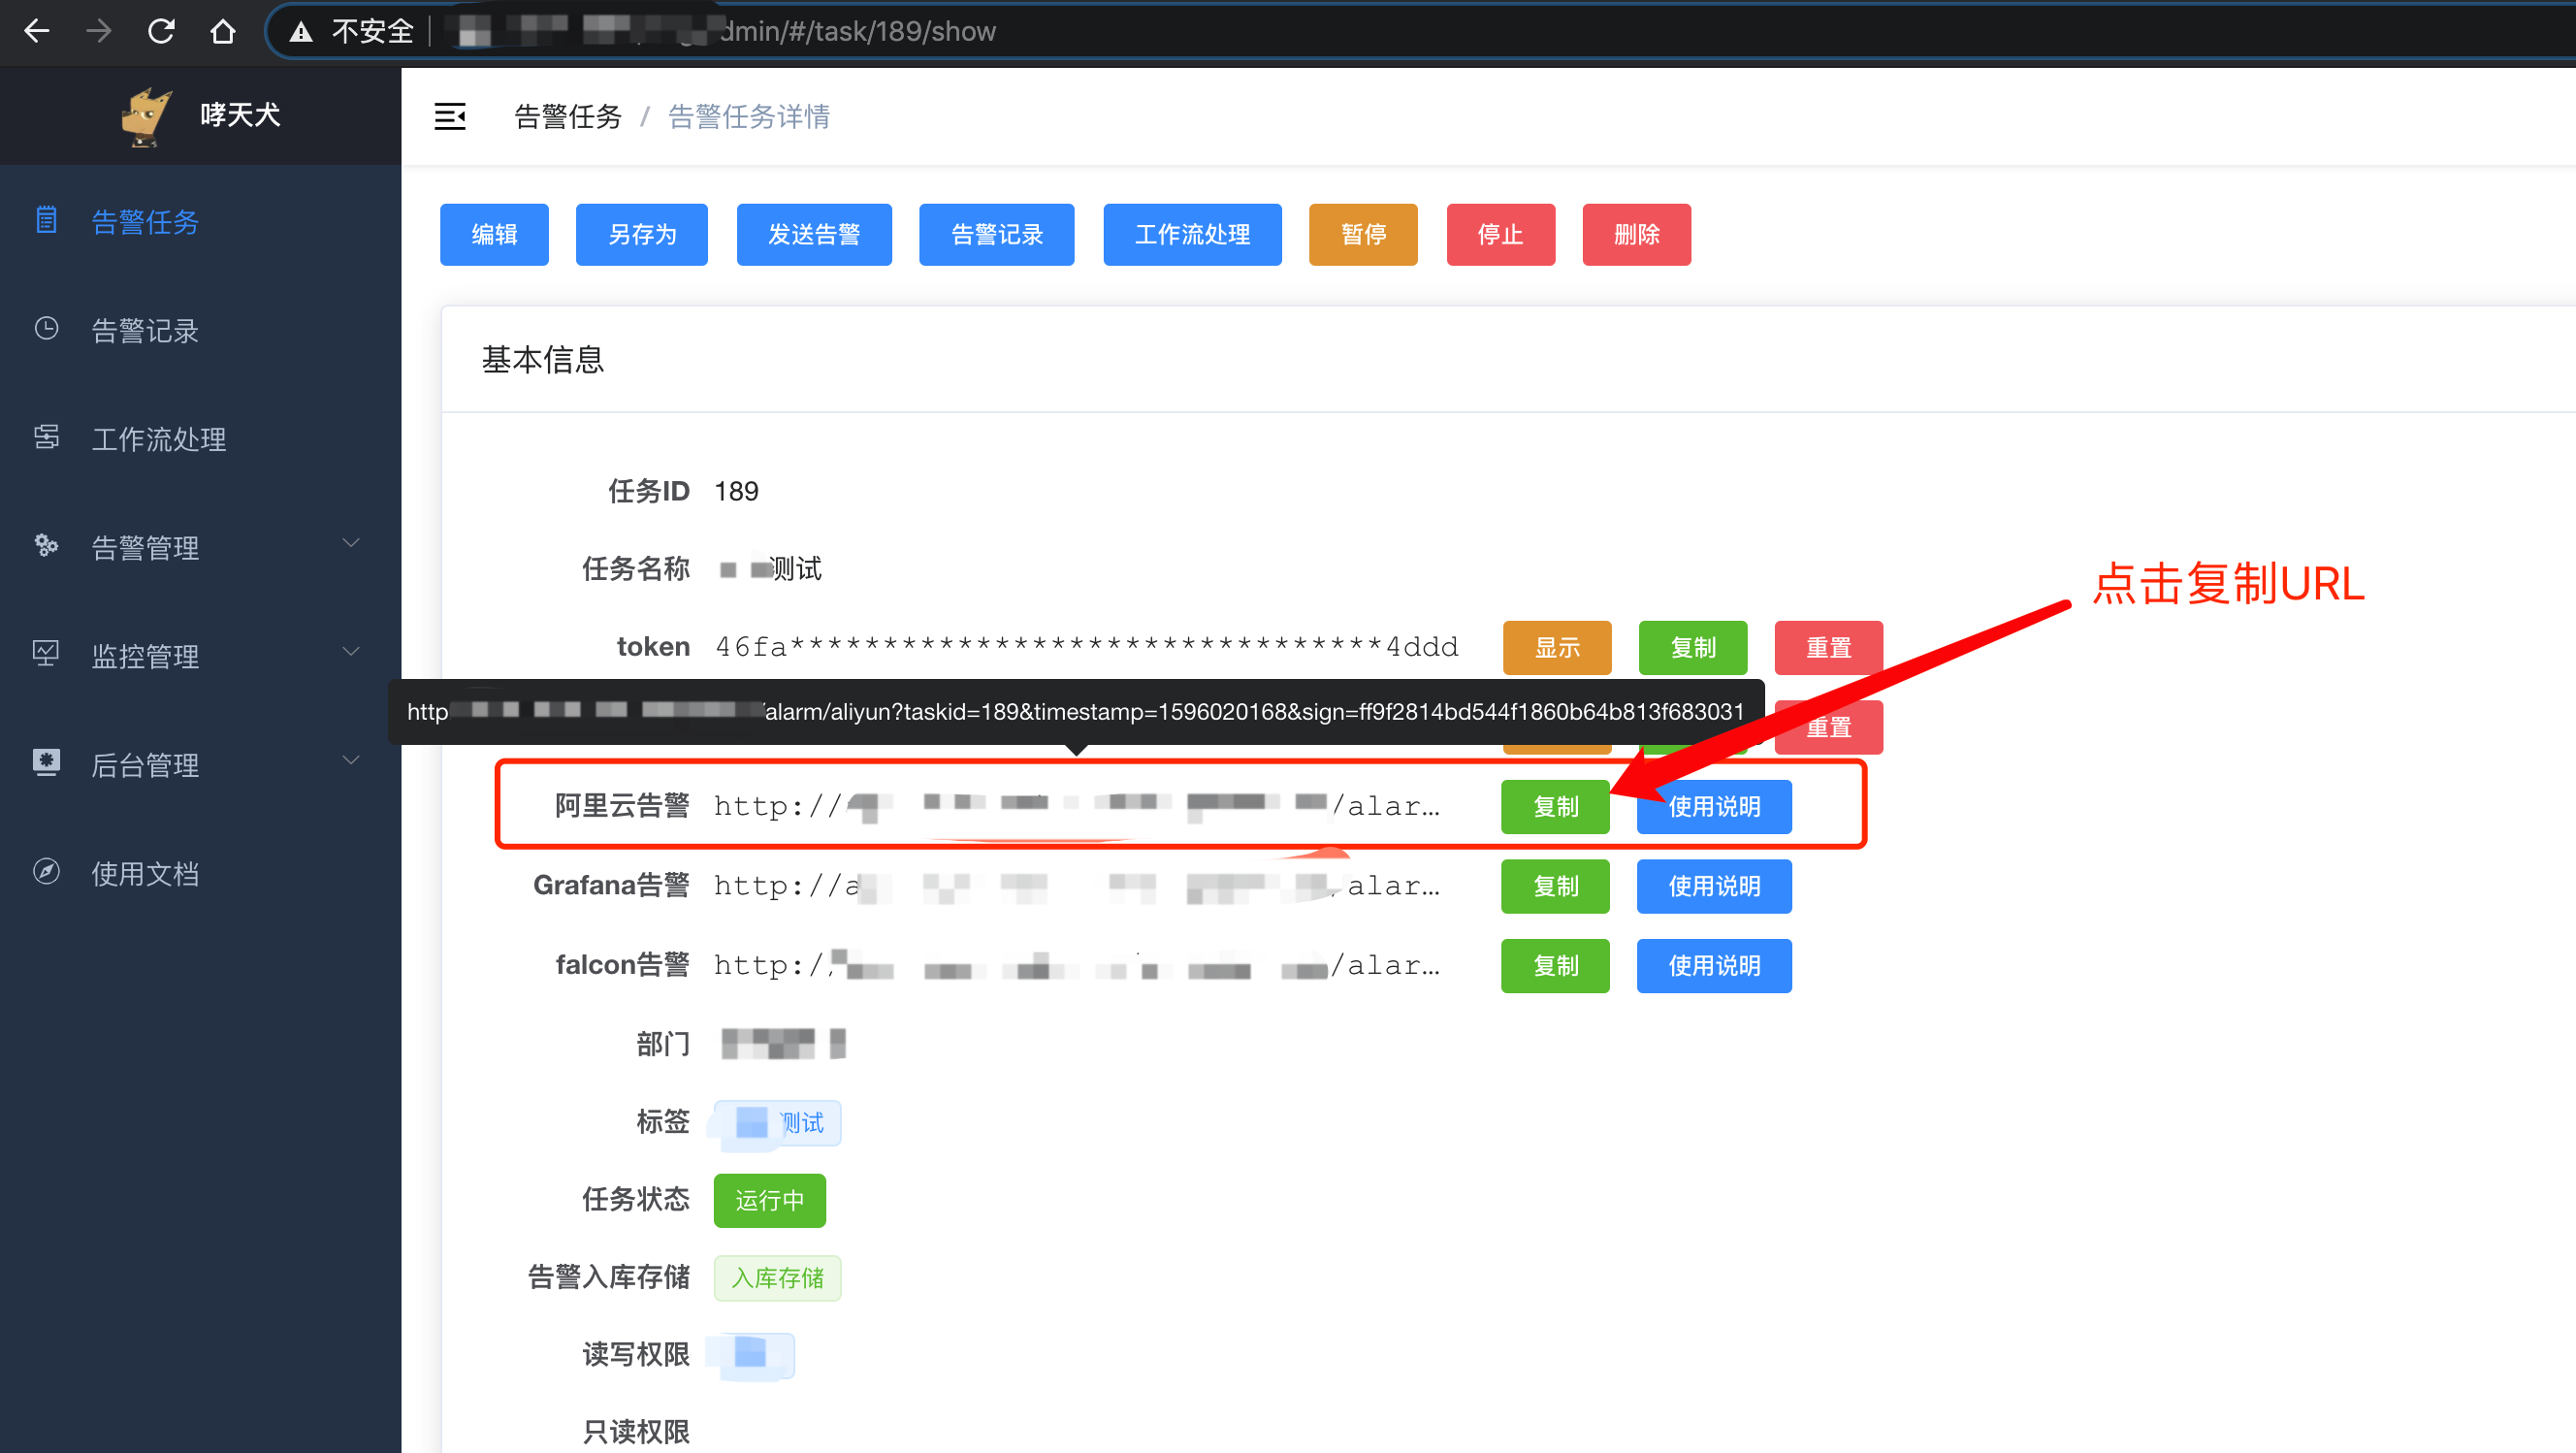 不安全 dmin/#/task/189/show
哮天犬
告警任务 / 告警任务详情
告警任务
告警记录
工作流处理
告警管理
监控管理
后台管理
使用文档
编辑 另存为 发送告警 告警记录 工作流处理 暂停 停止 删除
基本信息
任务ID 189
任务名称 测试
点击复制URL
token 46fa********************************4ddd 显示 复制 重置
http /alarm/aliyun?taskid=189&timestamp=1596020168&sign=ff9f2814bd544f1860b64b813f683031
重置
阿里云告警 http:// /alar... 复制 使用说明
Grafana告警 http://a alar... 复制 使用说明
falcon告警 http:// /alar... 复制 使用说明
部门
标签 测试
任务状态 运行中
告警入库存储 入库存储
读写权限
只读权限